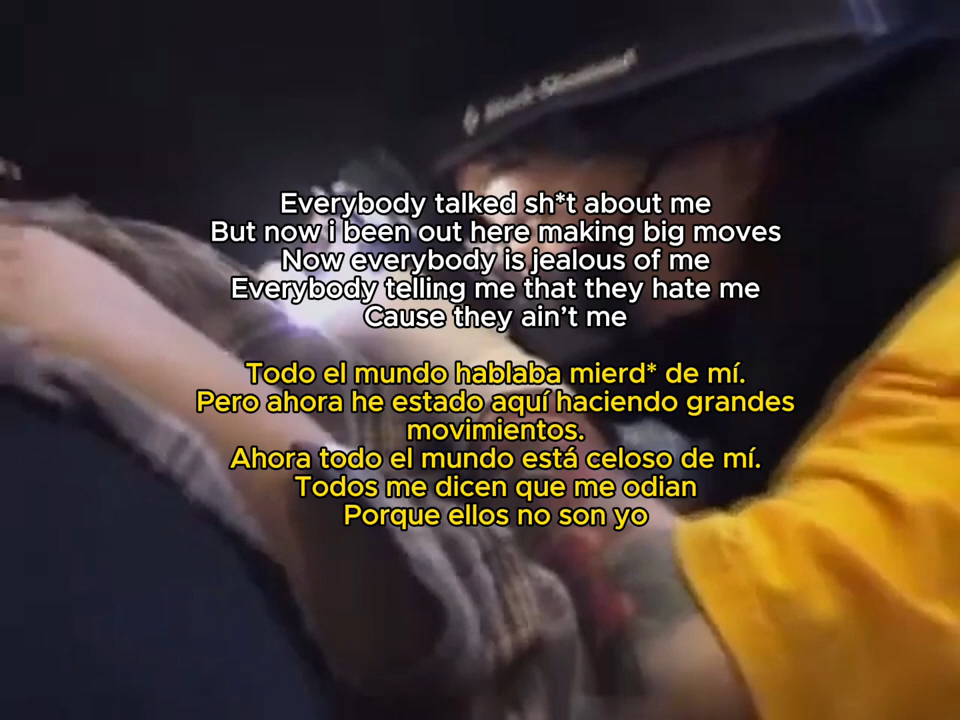 Everybody talked sh*t about me
But now i been out here making big moves
Now everybody is jealous of me
Everybody telling me that they hate me
Cause they ain't me
Todo el mundo hablaba mierd* de mí.
Pero ahora he estado aquí haciendo grandes
movimientos.
Ahora todo el mundo está celoso de mí.
Todos me dicen que me odian
Porque ellos no son yo